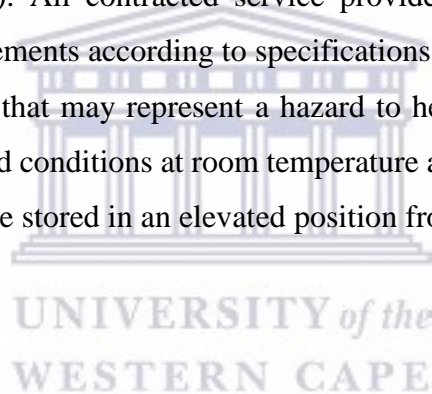 ). All contracted service provide
ements according to specifications
that may represent a hazard to he
d conditions at room temperature a
e stored in an elevated position fro
UNIVERSITY of the
WESTERN CAPE